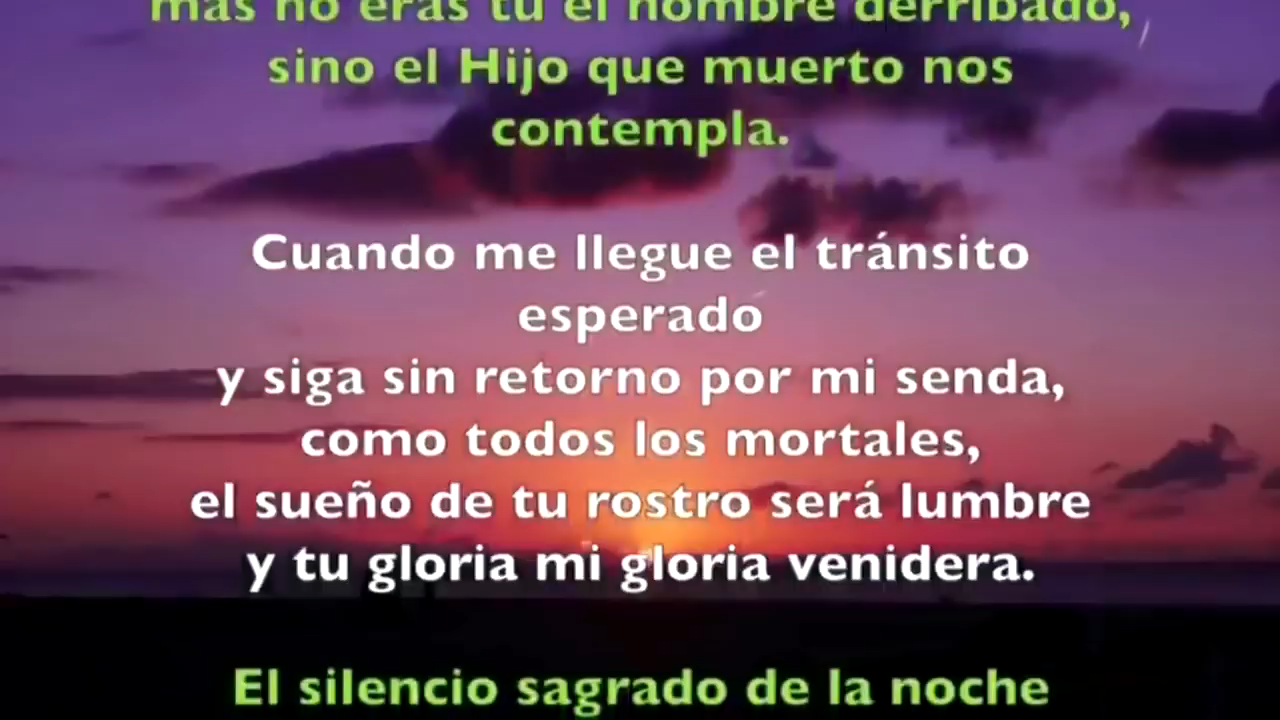 mas no eras tú el hombre derribado,
sino el Hijo que muerto nos
contempla.
Cuando me llegue el tránsito
esperado
y siga sin retorno por mi senda,
como todos los mortales,
el sueño de tu rostro será lumbre
y tu gloria mi gloria venidera.
El silencio sagrado de la noche